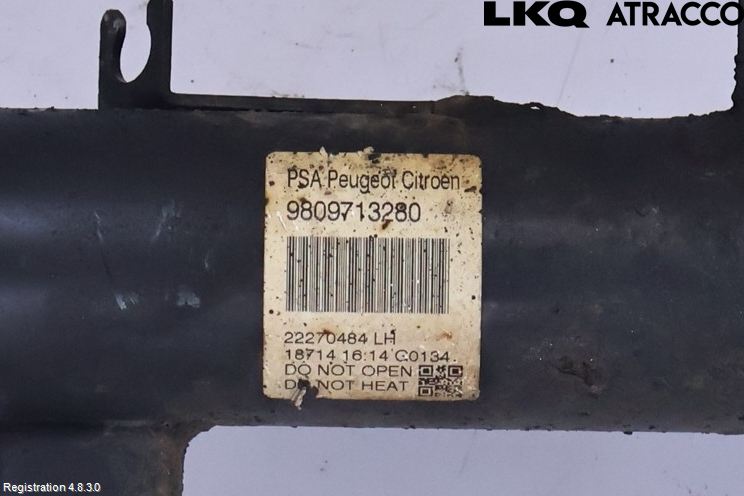 LKQ ATRACCO
PSA Peugeot Citroen
9809713280
22270484 LH
18714 16:14 C0134
DO NOT OPEN
DO NOT HEAT
Registration 4.8.3.0